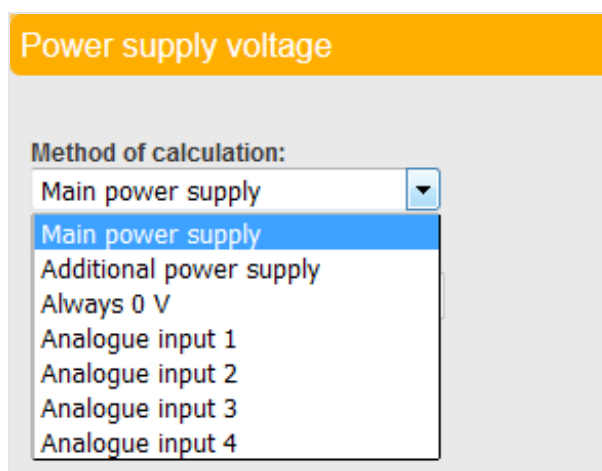 Power supply voltage
Method of calculation:
Main power supply
Main power supply
Additional power supply
Always 0 V
Analogue input 1
Analogue input 2
Analogue input 3
Analogue input 4